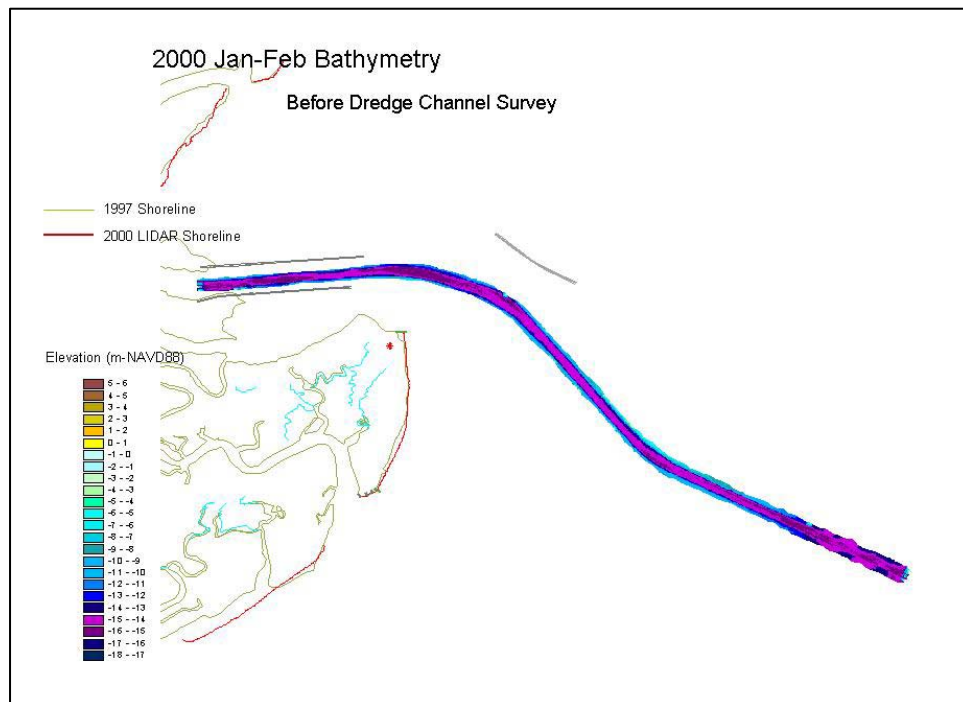 2000 Jan-Feb Bathymetry
Before Dredge Channel Survey
1997 Shoreline
2000 LIDAR Shoreline
Elevation (m-NAVD88)
5 - 6
4 - 5
3 - 4
2 - 3
1 - 2
0 - 1
-1 - 0
-2 - -1
-3 - -2
-4 - -3
-5 - -4
-6 - -5
-7 - -6
-8 - -7
-9 - -8
-10 - -9
-11 - -10
-12 - -11
-13 - -12
-14 - -13
-15 - -14
-16 - -15
-17 - -16
-18 - -17